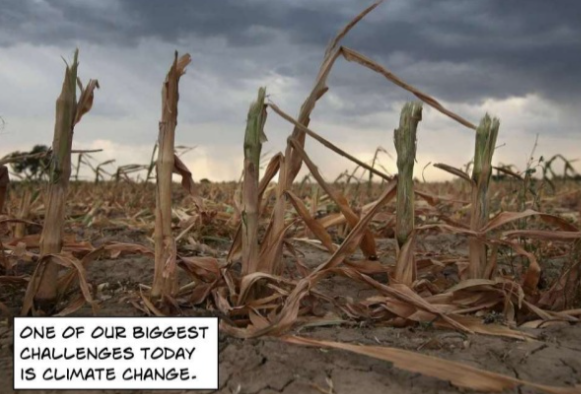 ONE OF OUR BIGGEST
CHALLENGES TODAY
IS CLIMATE CHANGE.